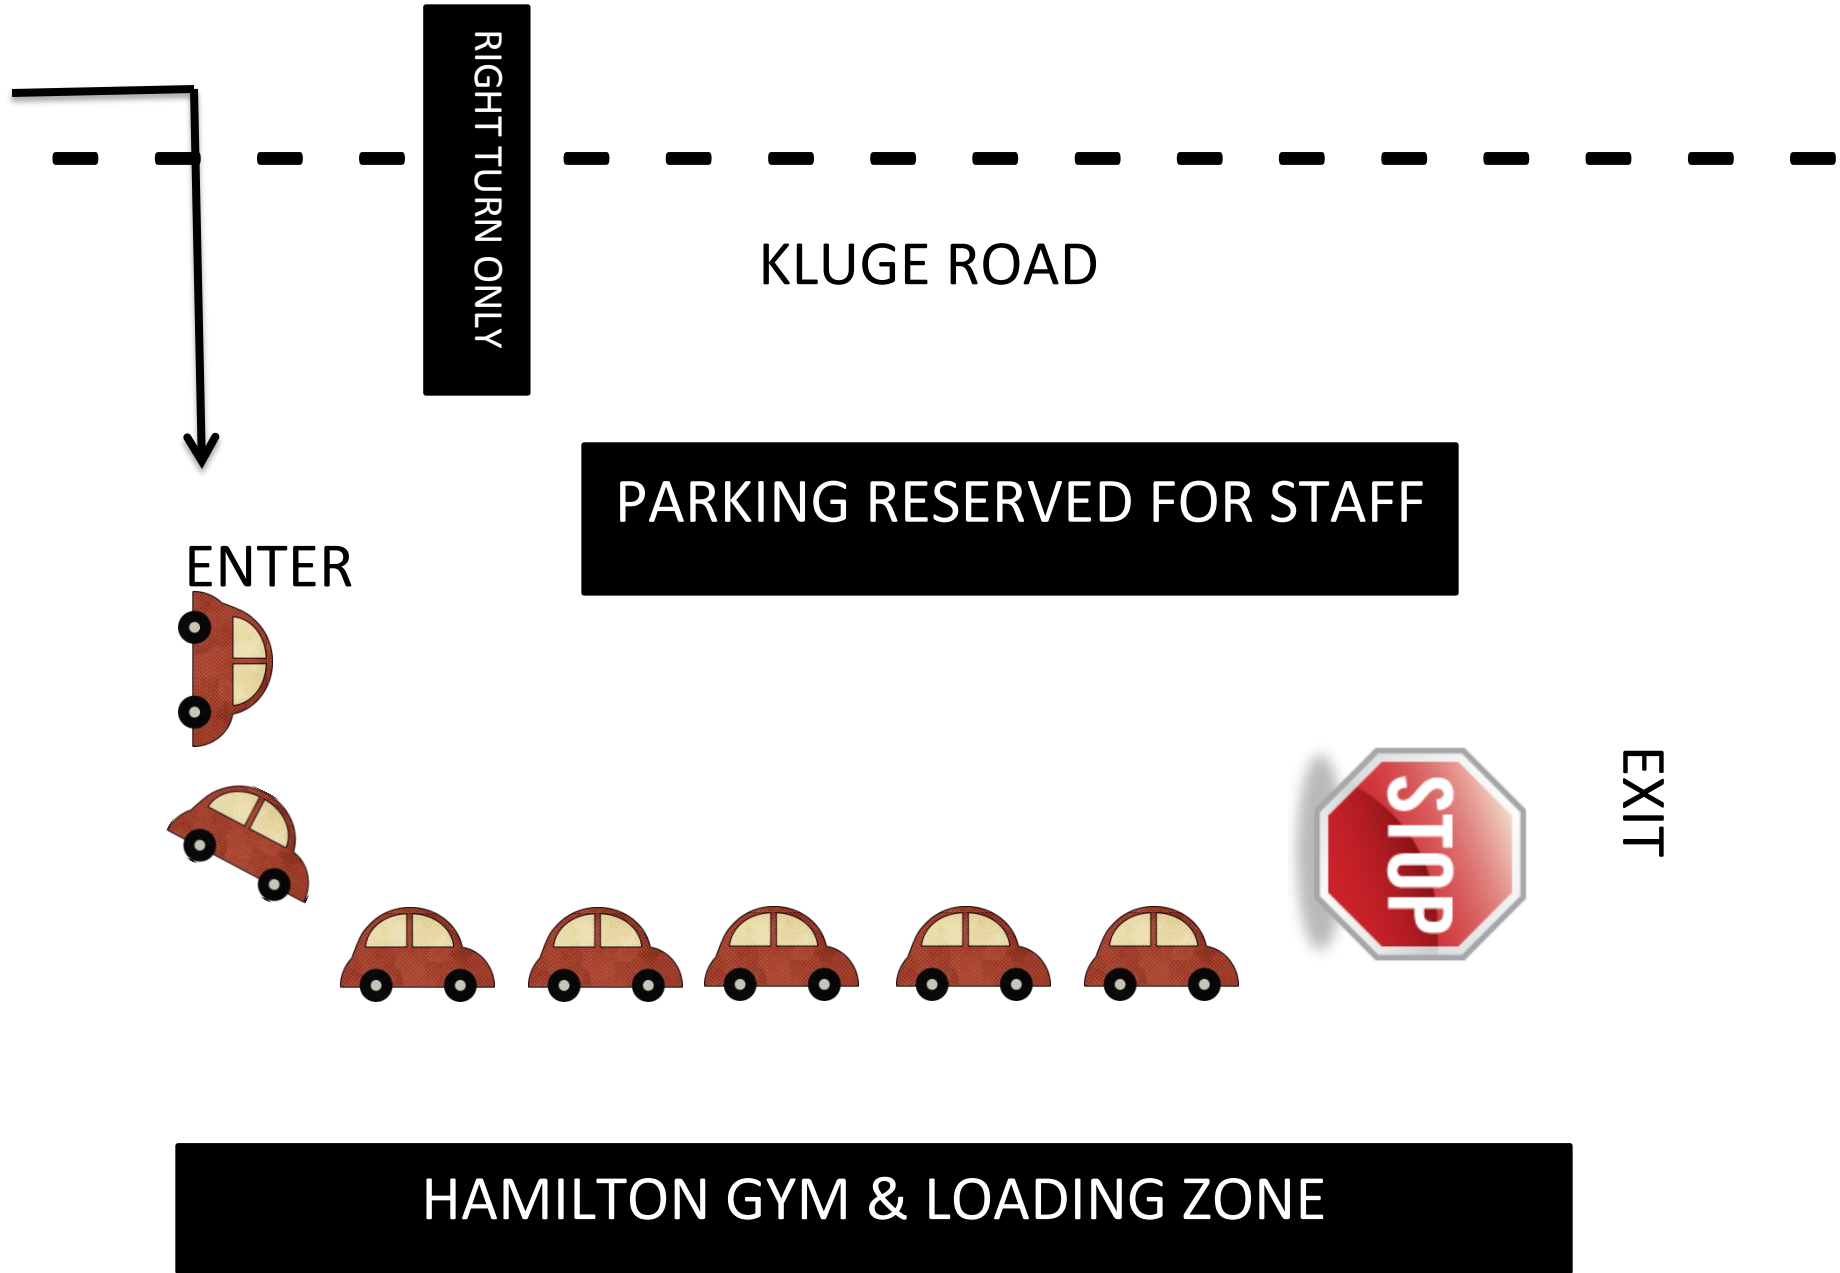 RIGHT TURN ONLY
KLUGE ROAD
PARKING RESERVED FOR STAFF
ENTER
STOP
EXIT
HAMILTON GYM & LOADING ZONE